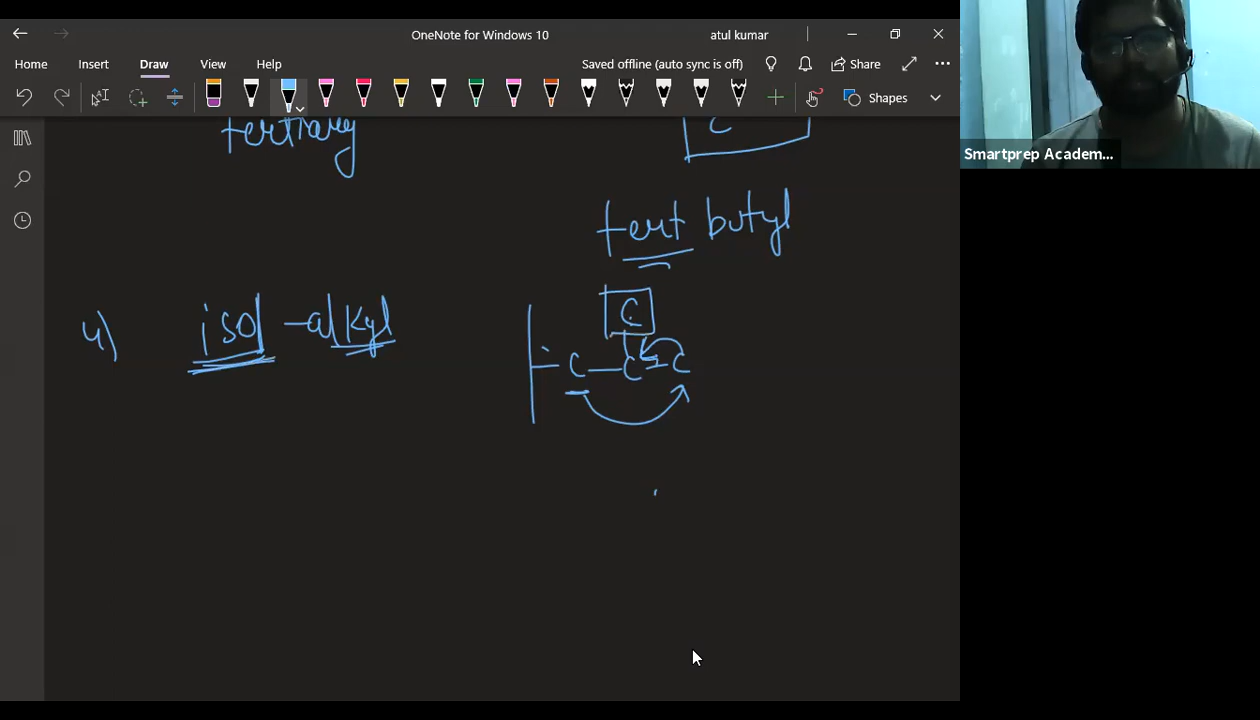 OneNote for Windows 10
atul kumar
Home Insert Draw View Help
Saved offline (auto sync is off)
Share
Shapes
Smartprep Academ...
tertiary
C
tert butyl
C
4) iso -alkyl
C-C-C